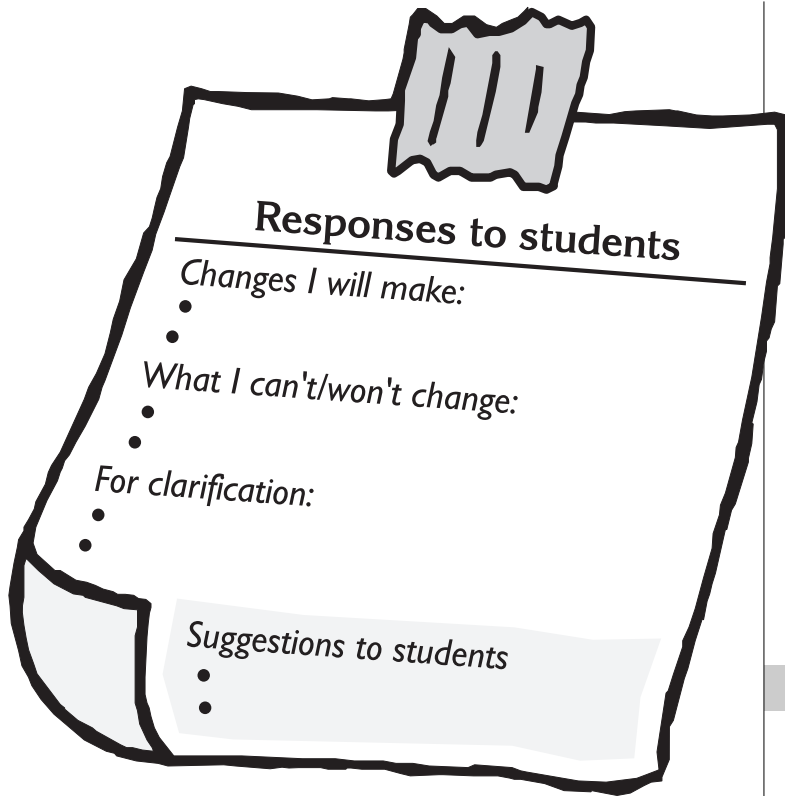 Responses to students
Changes I will make:
•
•
What I can't/won't change:
•
•
For clarification:
•
•
Suggestions to students
•
•